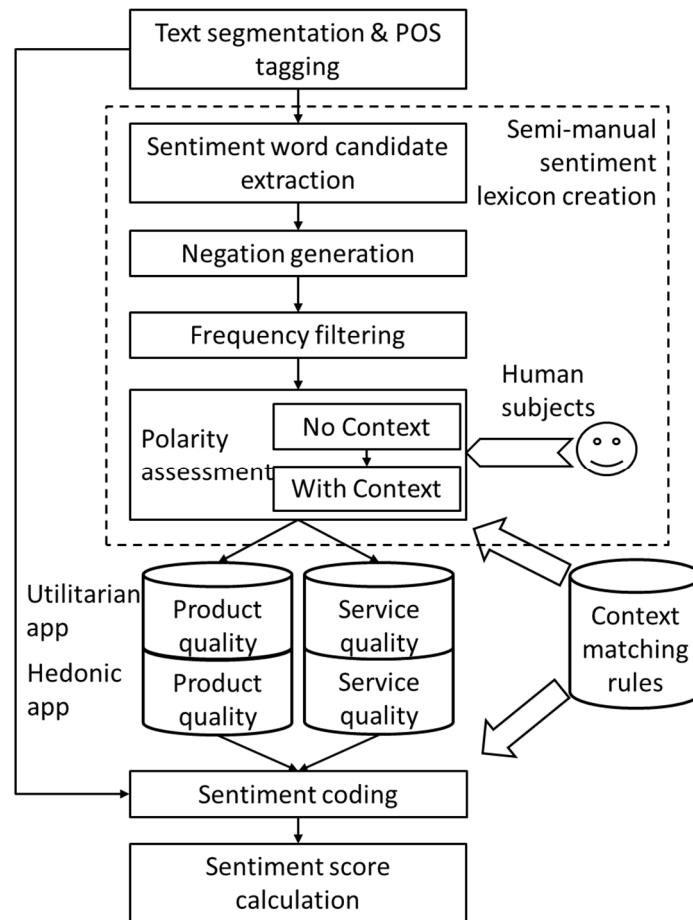 Text segmentation & POS
tagging
Semi-manual
sentiment
lexicon creation
Sentiment word candidate
extraction
Negation generation
Frequency filtering
Human
subjects
Polarity
assessment
No Context
With Context
Utilitarian
app
Product
quality
Service
quality
Hedonic
app
Product
quality
Service
quality
Context
matching
rules
Sentiment coding
Sentiment score
calculation